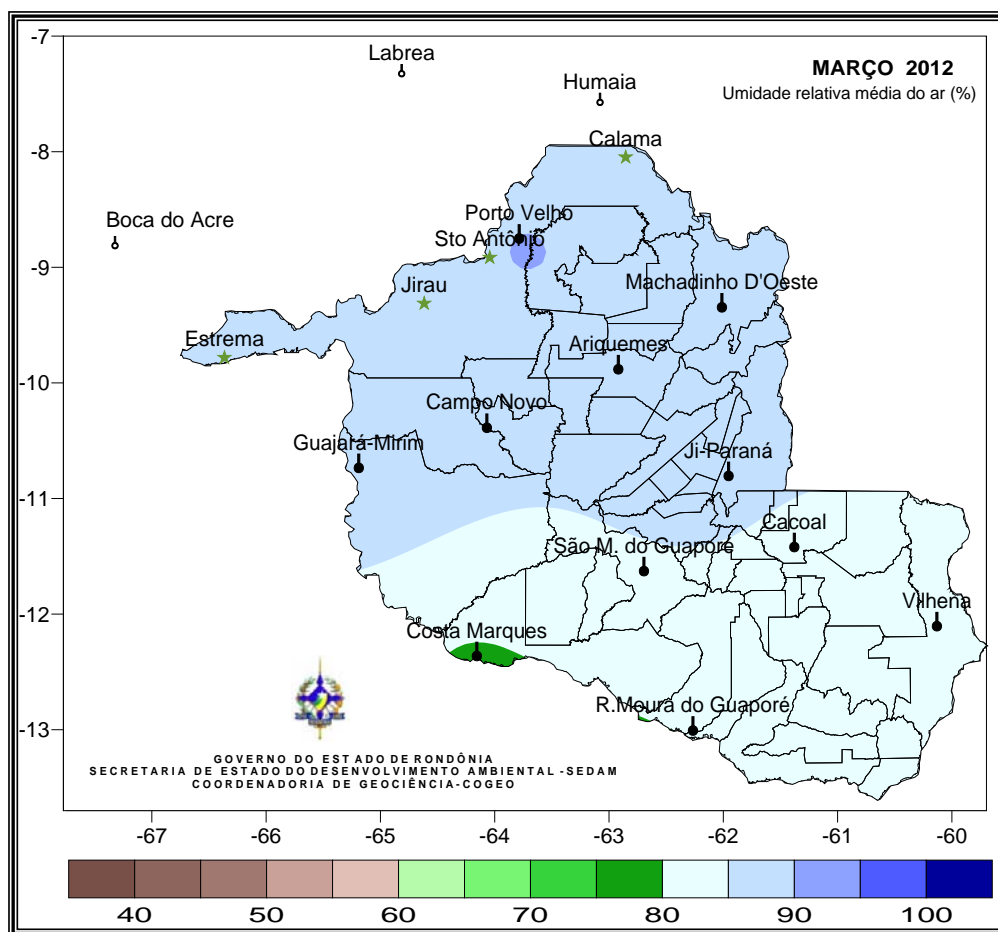 -7
Labrea
MARÇO 2012
Humaia
Umidade relativa média do ar (%)
Calama
-8
Boca do Acre
Porto Velho
Sto Antônio
-9
Jirau
Machadinho D'Oeste
Estrema
Ariquemes
-10
Campo Novo
Guajará-Mirim
Ji-Paraná
-11
Cacoal
São M. do Guaporé
-12
Vilhena
Costa Marques
R.Moura do Guaporé
-13
GOVERNO DO ESTADO DE RONDÔNIA
SECRETARIA DE ESTADO DO DESENVOLVIMENTO AMBIENTAL -SEDAM
COORDENADORIA DE GEOCIÊNCIA-COGEO
-67 -66 -65 -64 -63 -62 -61 -60
40 50 60 70 80 90 100